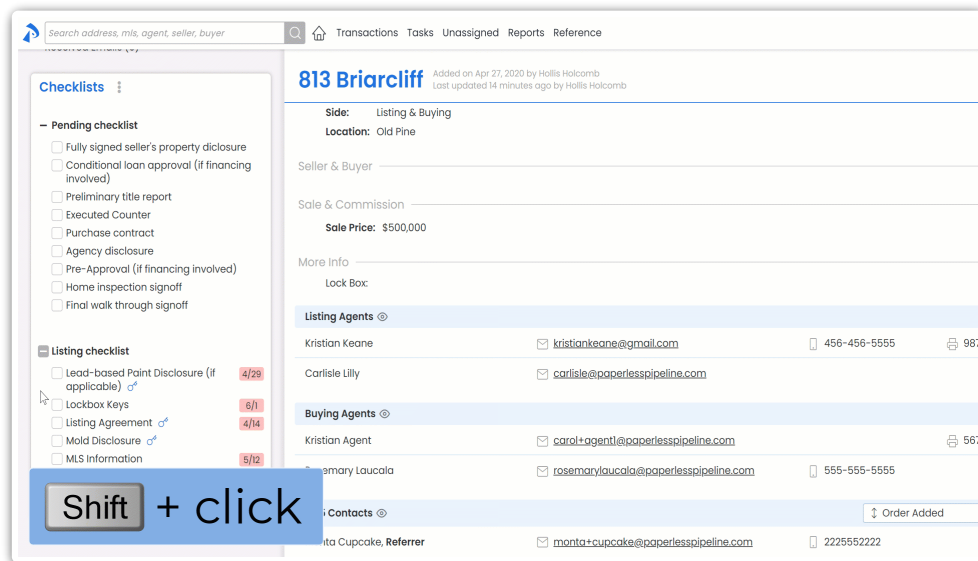 Search address, mls, agent, seller, buyer
Transactions Tasks Unassigned Reports Reference
Checklists
Pending checklist
Fully signed seller's property diclosure
Conditional loan approval (if financing
involved)
Preliminary title report
Executed Counter
Purchase contract
Agency disclosure
Pre-Approval (if financing involved)
Home inspection signoff
Final walk through signoff
Listing checklist
Lead-based Paint Disclosure (if 4/29
applicable)
Lockbox Keys 6/1
Listing Agreement 4/14
Mold Disclosure
MLS Information 5/12
Shift + click
813 Briarcliff
Added on Apr 27, 2020 by Hollis Holcomb
Last updated 14 minutes ago by Hollis Holcomb
Side: Listing & Buying
Location: Old Pine
Seller & Buyer
Sale & Commission
Sale Price: $500,000
More Info
Lock Box:
Listing Agents
Kristian Keane kristiankeane@gmail.com 456-456-5555 987
Carlisle Lilly carlisle@paperlesspipeline.com
Buying Agents
Kristian Agent carol+agent1@paperlesspipeline.com 567
emary Laucala rosemarylaucala@paperlesspipeline.com 555-555-5555
Contacts Order Added
ta Cupcake, Referrer monta+cupcake@paperlesspipeline.com 2225552222